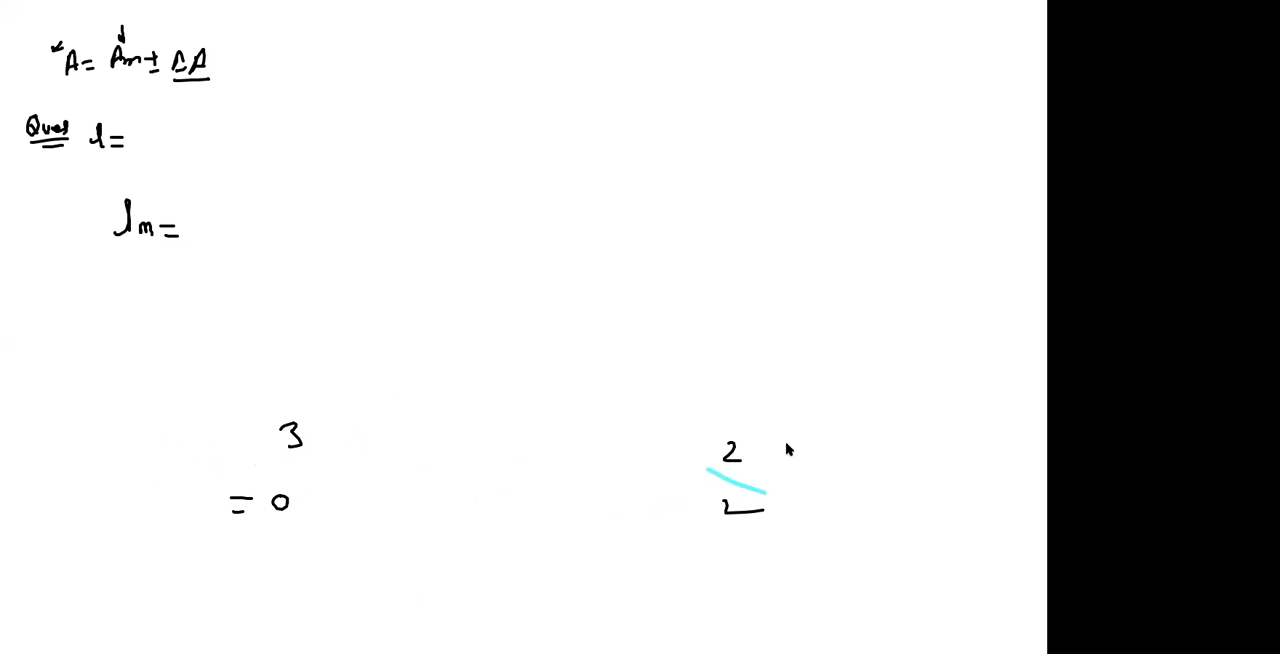 *A= Am± ΔA
Ques l=
lm=
3
2
= 0
2